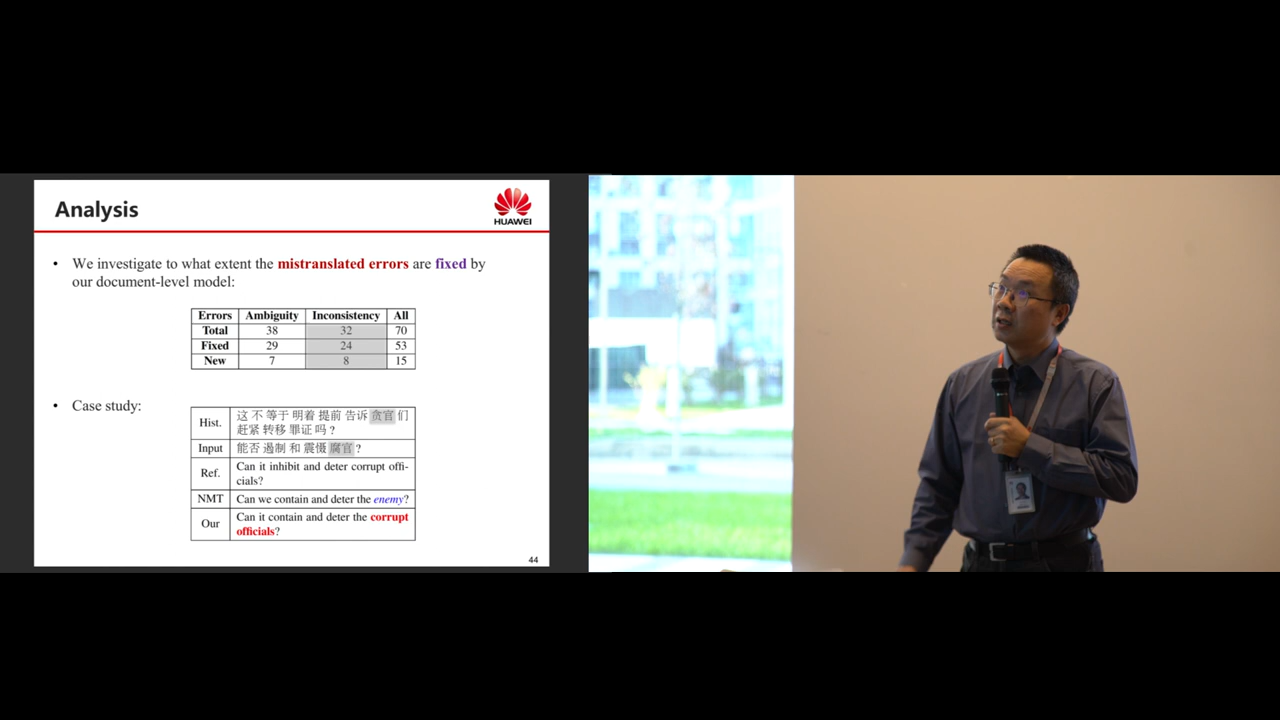 Analysis
HUAWEI
• We investigate to what extent the mistranslated errors are fixed by
our document-level model:
Errors Ambiguity Inconsistency All
Total 38 32 70
Fixed 29 24 53
New 7 8 15
• Case study:
Hist. 这 不 等于 明着 提前 告诉 贪官 们
赶紧 转移 罪证 吗 ?
Input 能否 遏制 和 震慑 腐官 ?
Ref. Can it inhibit and deter corrupt offi-
cials?
NMT Can we contain and deter the enemy?
Our Can it contain and deter the corrupt
officials?
44